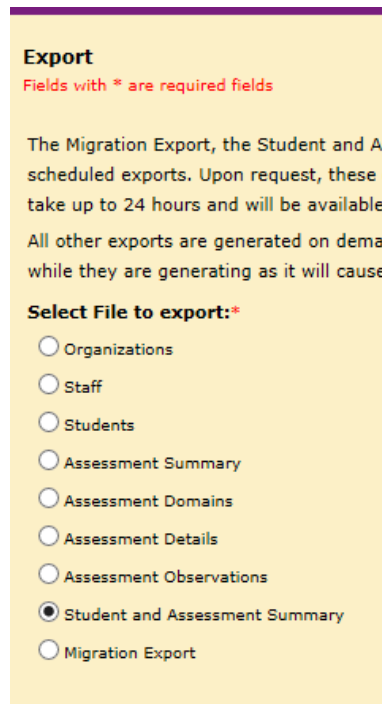 Export
Fields with * are required fields
The Migration Export, the Student and A
scheduled exports. Upon request, these
take up to 24 hours and will be available
All other exports are generated on dema
while they are generating as it will cause
Select File to export:*
Organizations
Staff
Students
Assessment Summary
Assessment Domains
Assessment Details
Assessment Observations
Student and Assessment Summary
Migration Export